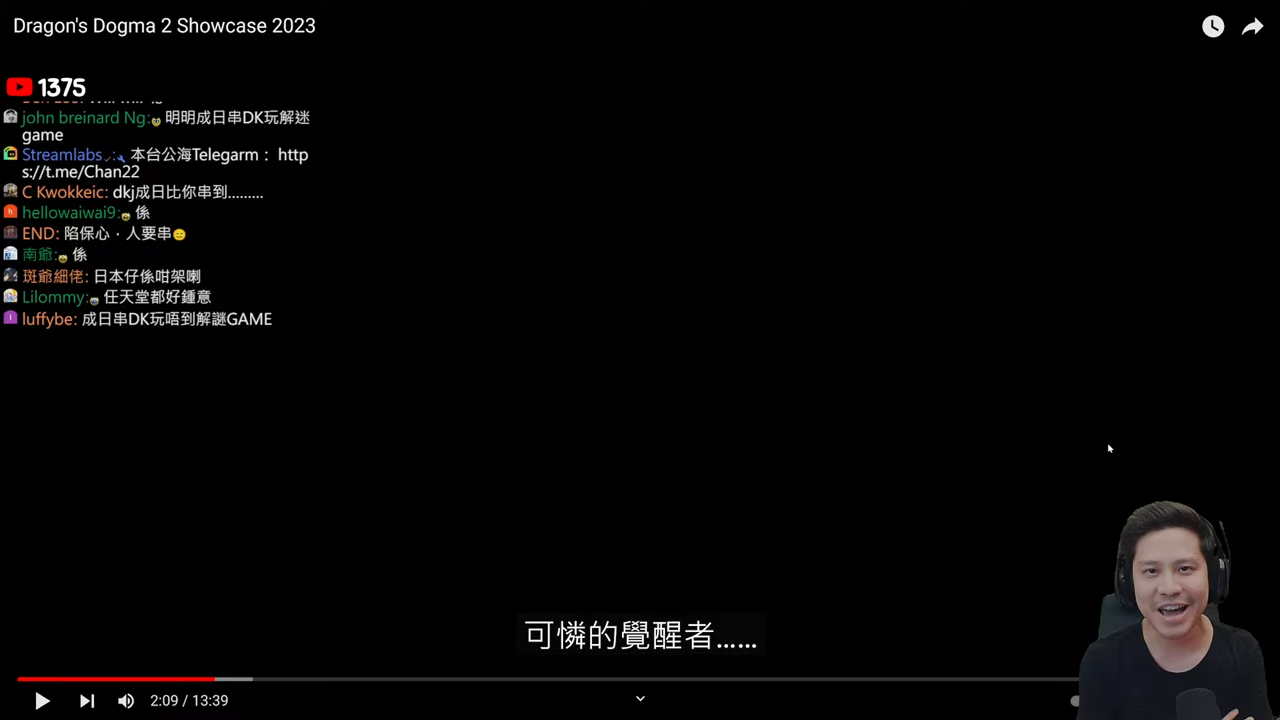 Dragon's Dogma 2 Showcase 2023
1375
john breinard Ng: 明明成日串DK玩解迷
game
Streamlabs : 本台公海Telegarm： http
s://t.me/Chan22
C Kwokkeic: dkj成日比你串到.........
hellowaiwai9: 係
END: 陷保心．人要串😑
南爺: 係
斑爺細佬: 日本仔係咁架喇
Lilommy: 任天堂都好鍾意
luffybe: 成日串DK玩唔到解謎GAME
可憐的覺醒者......
2:09 / 13:39